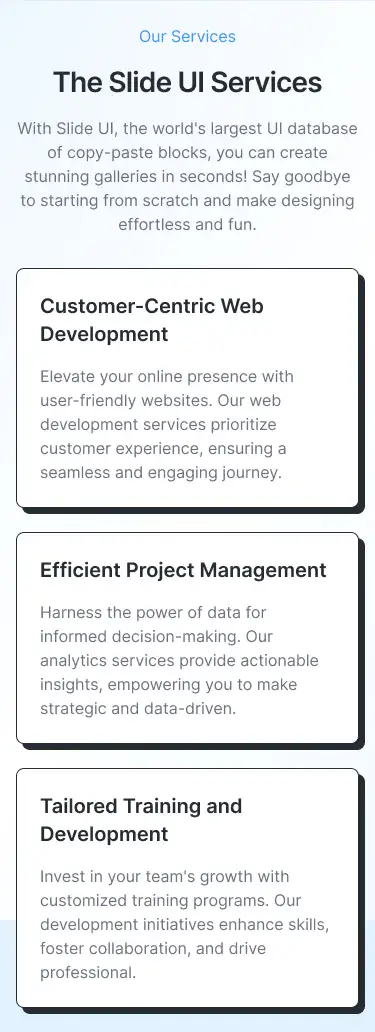 Our Services
The Slide UI Services
With Slide UI, the world's largest UI database
of copy-paste blocks, you can create
stunning galleries in seconds! Say goodbye
to starting from scratch and make designing
effortless and fun.
Customer-Centric Web
Development
Elevate your online presence with
user-friendly websites. Our web
development services prioritize
customer experience, ensuring a
seamless and engaging journey.
Efficient Project Management
Harness the power of data for
informed decision-making. Our
analytics services provide actionable
insights, empowering you to make
strategic and data-driven.
Tailored Training and
Development
Invest in your team's growth with
customized training programs. Our
development initiatives enhance skills,
foster collaboration, and drive
professional.